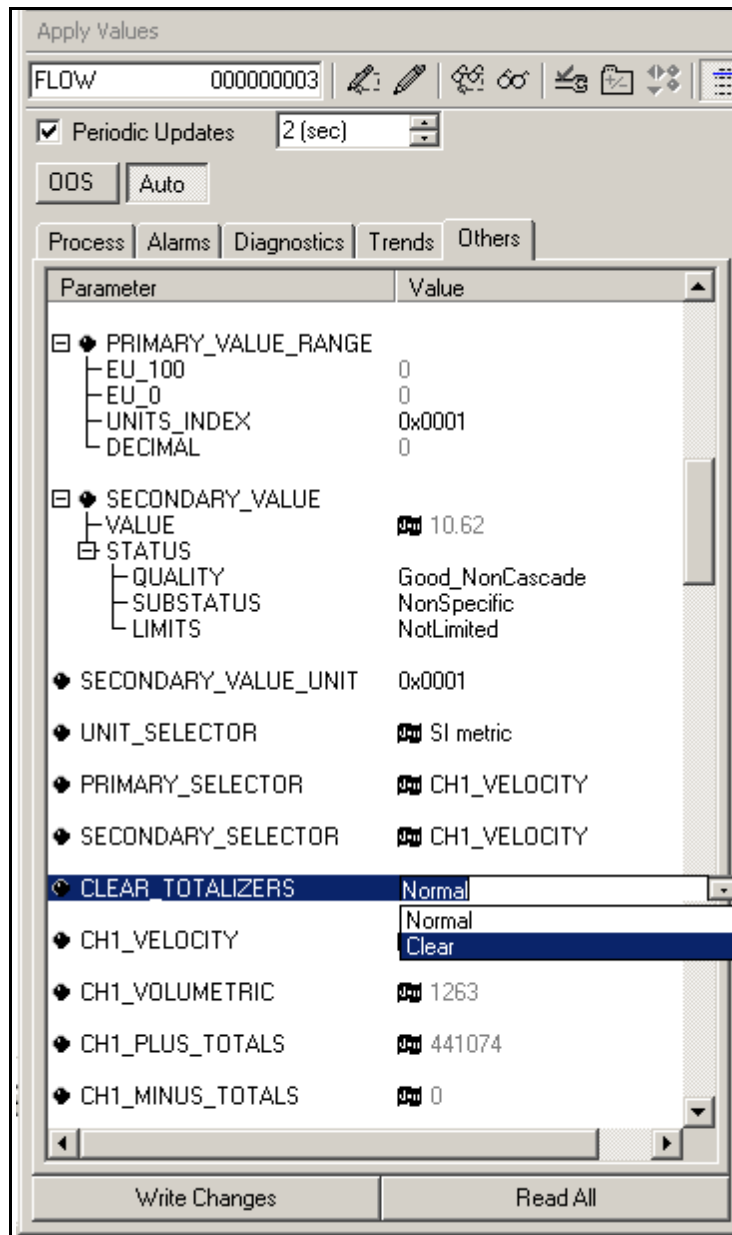 Apply Values
FLOW 000000003
Periodic Updates 2 (sec)
OOS Auto
Process Alarms Diagnostics Trends Others
Parameter Value
PRIMARY_VALUE_RANGE
EU_100 0
EU_0 0
UNITS_INDEX 0x0001
DECIMAL 0
SECONDARY_VALUE
VALUE 10.62
STATUS
QUALITY Good_NonCascade
SUBSTATUS NonSpecific
LIMITS NotLimited
SECONDARY_VALUE_UNIT 0x0001
UNIT_SELECTOR SI metric
PRIMARY_SELECTOR CH1_VELOCITY
SECONDARY_SELECTOR CH1_VELOCITY
CLEAR_TOTALIZERS Normal
Normal
CH1_VELOCITY Clear
CH1_VOLUMETRIC 1263
CH1_PLUS_TOTALS 441074
CH1_MINUS_TOTALS 0
Write Changes Read All